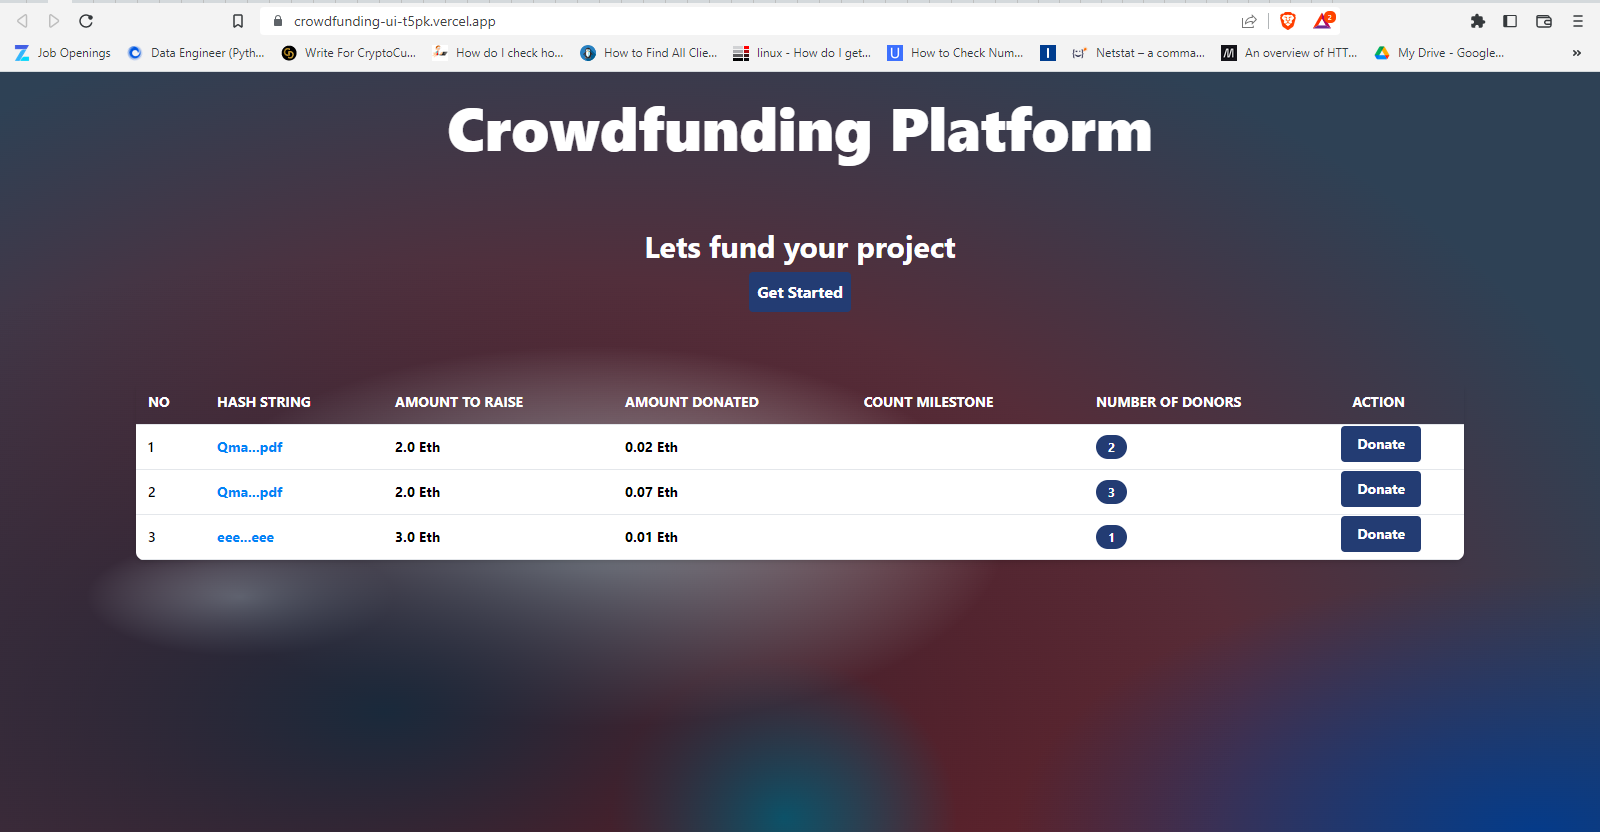 crowdfunding-ui-t5pk.vercel.app
2
Job Openings
Data Engineer (Pyth...
Write For CryptoCu...
How do I check ho...
How to Find All Clie...
linux - How do I get...
U
How to Check Num...
I
Netstat – a comma...
M
An overview of HTT...
My Drive - Google...
»
Crowdfunding Platform
Lets fund your project
Get Started
NO HASH STRING AMOUNT TO RAISE AMOUNT DONATED COUNT MILESTONE NUMBER OF DONORS ACTION
1 Qma...pdf 2.0 Eth 0.02 Eth 2 Donate
2 Qma...pdf 2.0 Eth 0.07 Eth 3 Donate
3 eee...eee 3.0 Eth 0.01 Eth 1 Donate